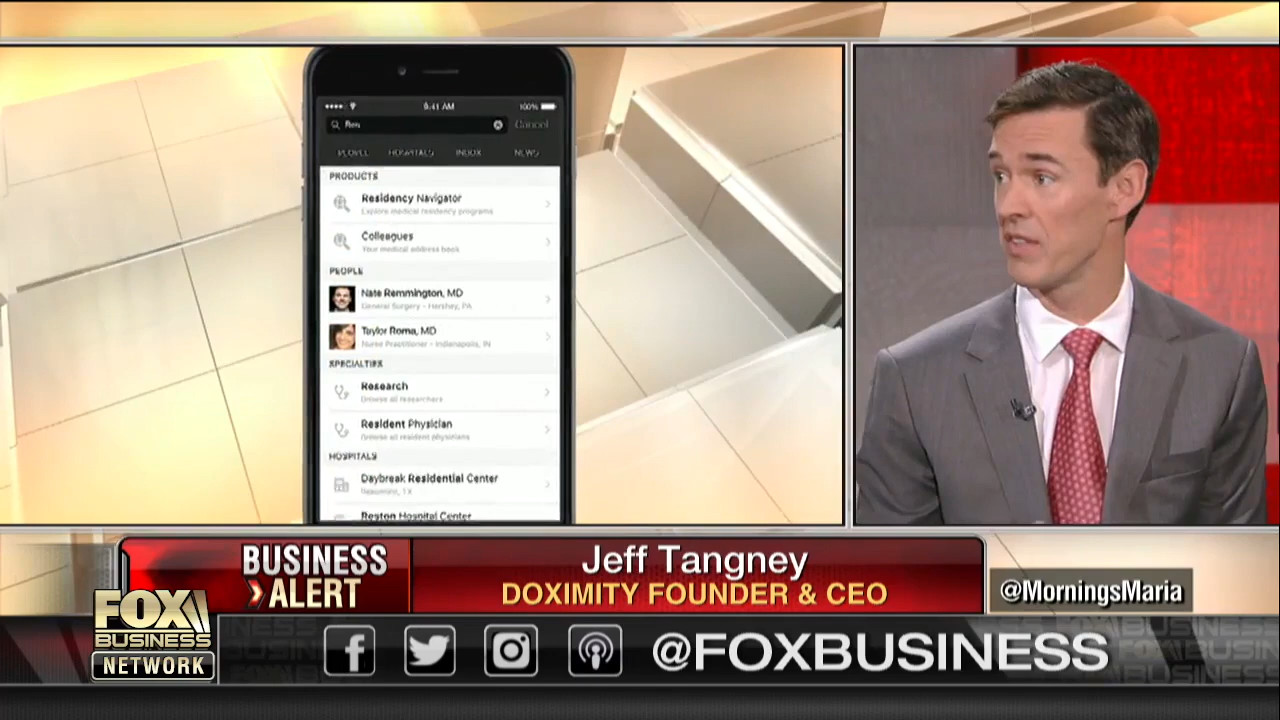 9:41 AM
100%
Cancel
PEOPLE HOSPITALS INBOX NEWS
PRODUCTS
Residency Navigator
Explore medical residency programs
Colleagues
Your medical address book
PEOPLE
Nate Remmington, MD
General Surgery - Hershey, PA
Taylor Roma, MD
Nurse Practitioner - Indianapolis, IN
SPECIALTIES
Research
Browse all researchers
Resident Physician
Browse all resident physicians
HOSPITALS
Daybreak Residential Center
Beaumont, TX
Reston Hospital Center
BUSINESS
ALERT
Jeff Tangney
DOXIMITY FOUNDER & CEO
@MorningsMaria
FOX
BUSINESS
NETWORK
@FOXBUSINESS